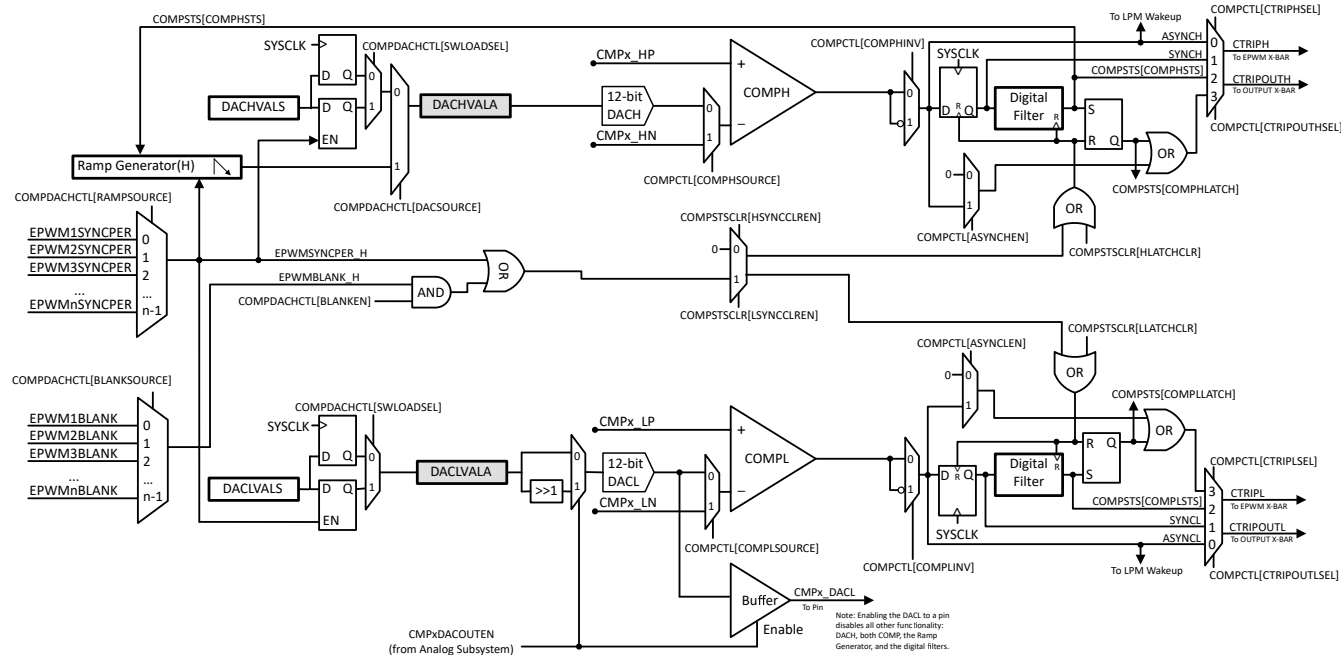 COMPSTS[COMPHSTS]
COMPCTL[CTRIPHSEL]
To LPM Wakeup
SYSCLK
COMPDACHCTL[SWLOADSEL]
D Q
0
1
DACHVALS
D Q
EN
0
1
DACHVALA
CMPx_HP
12-bit
DACH
CMPx_HN
0
1
+
COMPH
−
COMPCTL[COMPHINV]
0
1
SYSCLK
D R Q
Digital
Filter
R
ASYNCH
SYNCH
COMPSTS[COMPHSTS]
S
R Q
0
1
2
3
CTRIPH
To EPWM X-BAR
CTRIPOUTH
To OUTPUT X-BAR
COMPCTL[CTRIPOUTHSEL]
OR
COMPSTS[COMPHLATCH]
Ramp Generator(H)
COMPDACHCTL[DACSOURCE]
COMPCTL[COMPHSOURCE]
0
0
1
COMPCTL[ASYNCHEN]
OR
COMPSTSCLR[HLATCHCLR]
COMPDACHCTL[RAMPSOURCE]
EPWM1SYNCPER
EPWM2SYNCPER
EPWM3SYNCPER
...
EPWMnSYNCPER
0
1
2
...
n-1
EPWMSYNCPER_H
EPWMBLANK_H
COMPDACHCTL[BLANKEN]
AND
OR
COMPSTSCLR[HSYNCCLREN]
0
0
1
COMPSTSCLR[LSYNCCLREN]
COMPSTSCLR[LLATCHCLR]
OR
COMPDACHCTL[BLANKSOURCE]
EPWM1BLANK
EPWM2BLANK
EPWM3BLANK
...
EPWMnBLANK
0
1
2
...
n-1
COMPDACHCTL[SWLOADSEL]
SYSCLK
D Q
0
1
DACLVALS
D Q
EN
DACLVALA
>>1
0
1
CMPx_LP
12-bit
DACL
CMPx_LN
0
1
COMPCTL[COMPLSOURCE]
+
COMPL
−
0
1
COMPCTL[COMPLINV]
COMPCTL[ASYNCLEN]
0
0
1
D R Q
SYSCLK
Digital
Filter
R
R Q
S
COMPSTS[COMPLLATCH]
OR
COMPSTS[COMPLSTS]
SYNCL
ASYNCL
To LPM Wakeup
COMPCTL[CTRIPLSEL]
3
2
1
0
CTRIPL
To EPWM X-BAR
CTRIPOUTL
To OUTPUT X-BAR
COMPCTL[CTRIPOUTLSEL]
Buffer
Enable
CMPx_DACL
To Pin
Note: Enabling the DACL to a pin
disables all other functionality:
DACH, both COMP, the Ramp
Generator, and the digital filters.
CMPxDACOUTEN
(from Analog Subsystem)